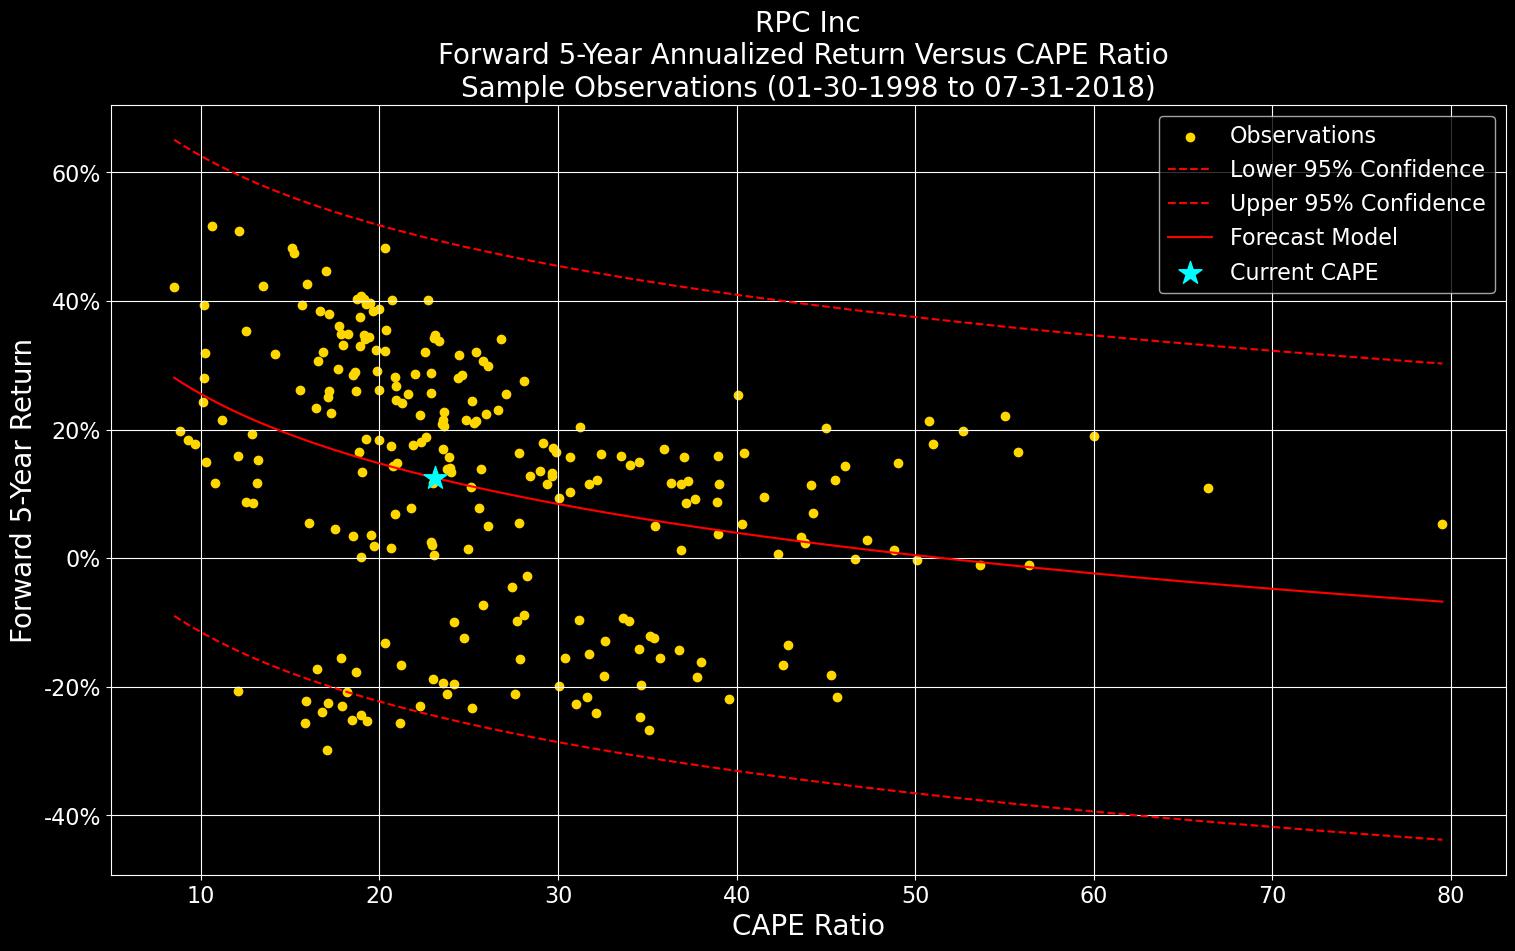 RPC Inc
Forward 5-Year Annualized Return Versus CAPE Ratio
Sample Observations (01-30-1998 to 07-31-2018)
Observations
Lower 95% Confidence
Upper 95% Confidence
Forecast Model
Current CAPE
Forward 5-Year Return
60%
40%
20%
0%
-20%
-40%
10 20 30 40 50 60 70 80
CAPE Ratio